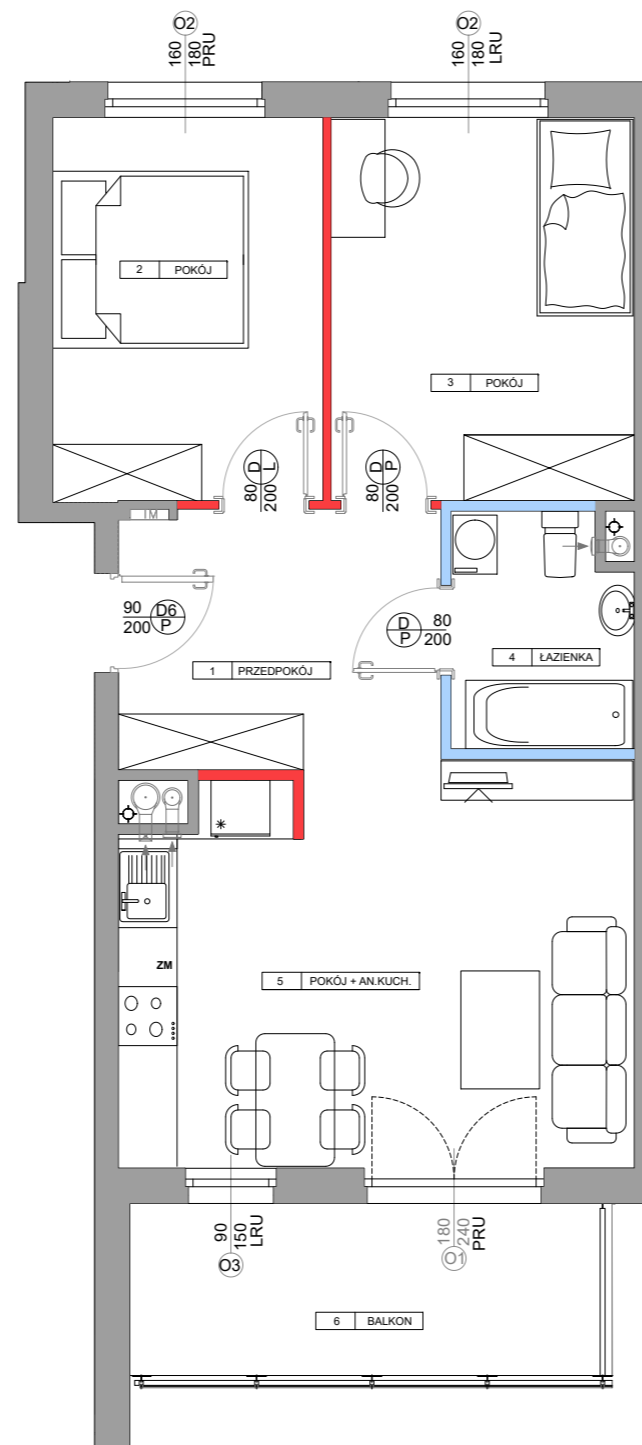 O2
160
180
PRU
O2
160
180
LRU
2 POKÓJ
3 POKÓJ
D
L
80
200
D
P
80
200
IM
90
200
D6
P
D
P
80
200
4 ŁAZIENKA
1 PRZEDPOKÓJ
*
ZM
5 POKÓJ + AN.KUCH.
90
150
LRU
O3
180
240
PRU
O1
6 BALKON